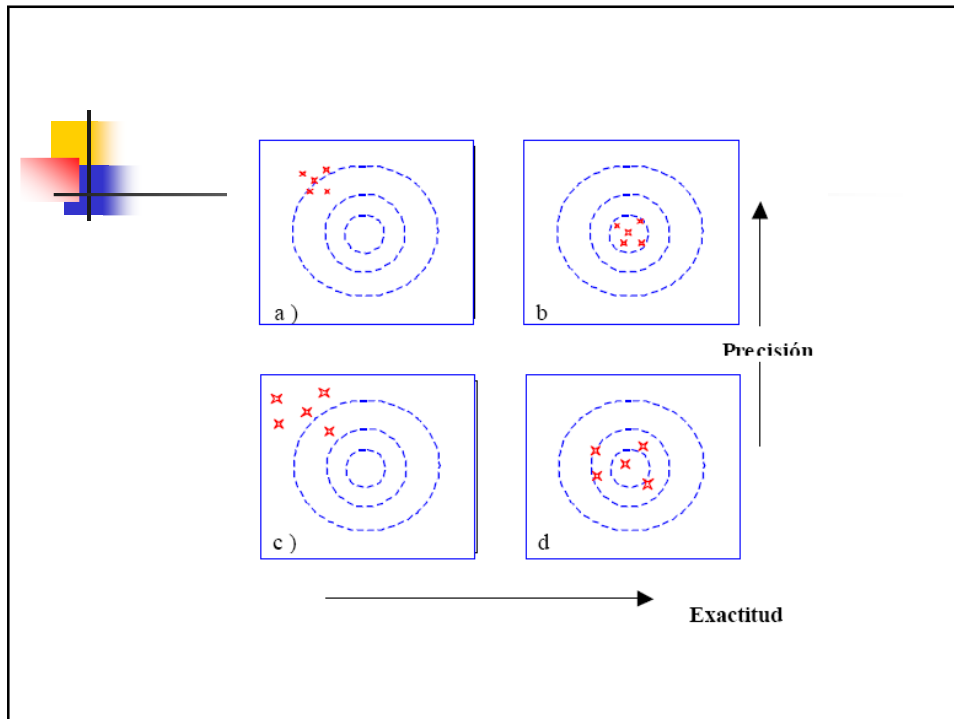 a )
b
Precisión
c )
d
Exactitud